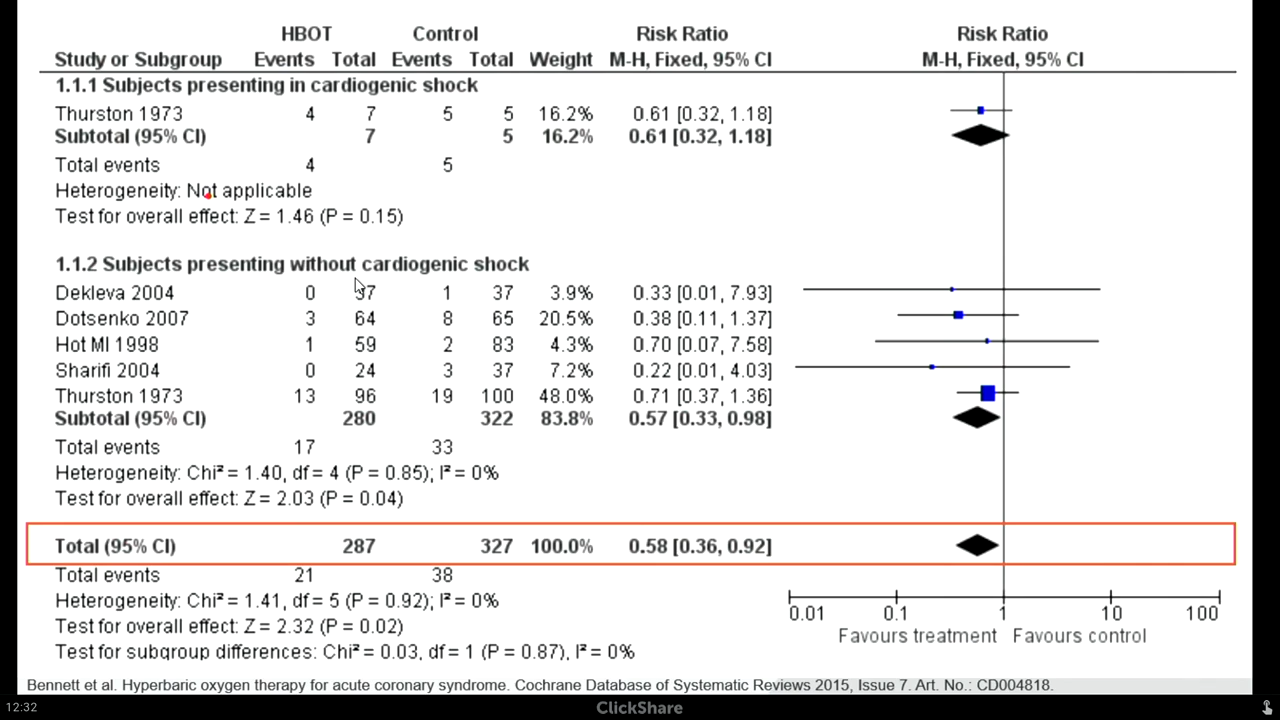 HBOT Control Risk Ratio Risk Ratio
Study or Subgroup Events Total Events Total Weight M-H, Fixed, 95% CI M-H, Fixed, 95% CI
1.1.1 Subjects presenting in cardiogenic shock
Thurston 1973 4 7 5 5 16.2% 0.61 [0.32, 1.18]
Subtotal (95% CI) 7 5 16.2% 0.61 [0.32, 1.18]
Total events 4 5
Heterogeneity: Not applicable
Test for overall effect: Z = 1.46 (P = 0.15)
1.1.2 Subjects presenting without cardiogenic shock
Dekleva 2004 0 37 1 37 3.9% 0.33 [0.01, 7.93]
Dotsenko 2007 3 64 8 65 20.5% 0.38 [0.11, 1.37]
Hot MI 1998 1 59 2 83 4.3% 0.70 [0.07, 7.58]
Sharifi 2004 0 24 3 37 7.2% 0.22 [0.01, 4.03]
Thurston 1973 13 96 19 100 48.0% 0.71 [0.37, 1.36]
Subtotal (95% CI) 280 322 83.8% 0.57 [0.33, 0.98]
Total events 17 33
Heterogeneity: Chi² = 1.40, df = 4 (P = 0.85); I² = 0%
Test for overall effect: Z = 2.03 (P = 0.04)
Total (95% CI) 287 327 100.0% 0.58 [0.36, 0.92]
Total events 21 38
Heterogeneity: Chi² = 1.41, df = 5 (P = 0.92); I² = 0%
Test for overall effect: Z = 2.32 (P = 0.02)
Test for subgroup differences: Chi² = 0.03, df = 1 (P = 0.87), I² = 0%
0.01 0.1 1 10 100
Favours treatment Favours control
Bennett et al. Hyperbaric oxygen therapy for acute coronary syndrome. Cochrane Database of Systematic Reviews 2015, Issue 7. Art. No.: CD004818.
12:32 ClickShare